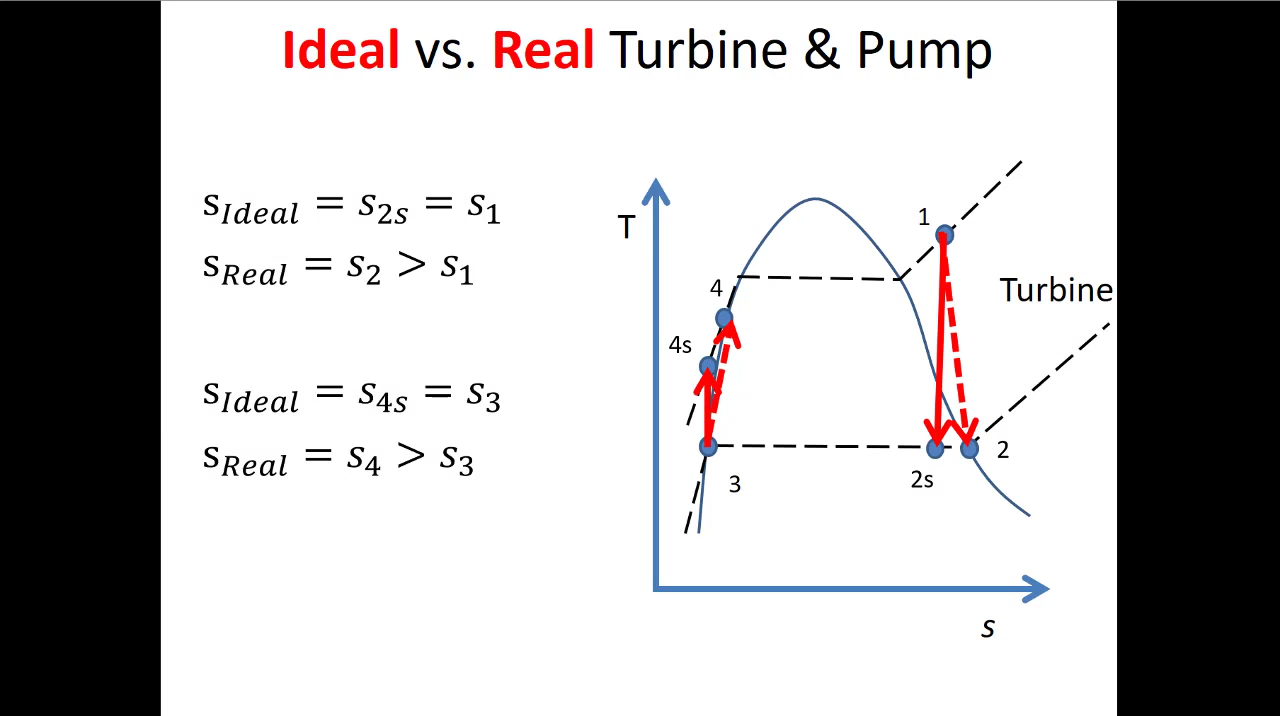 Ideal vs. Real Turbine & Pump
s_Ideal = s_2s = s_1
s_Real = s_2 > s_1
s_Ideal = s_4s = s_3
s_Real = s_4 > s_3
T
1
Turbine
4
4s
2
2s
3
s